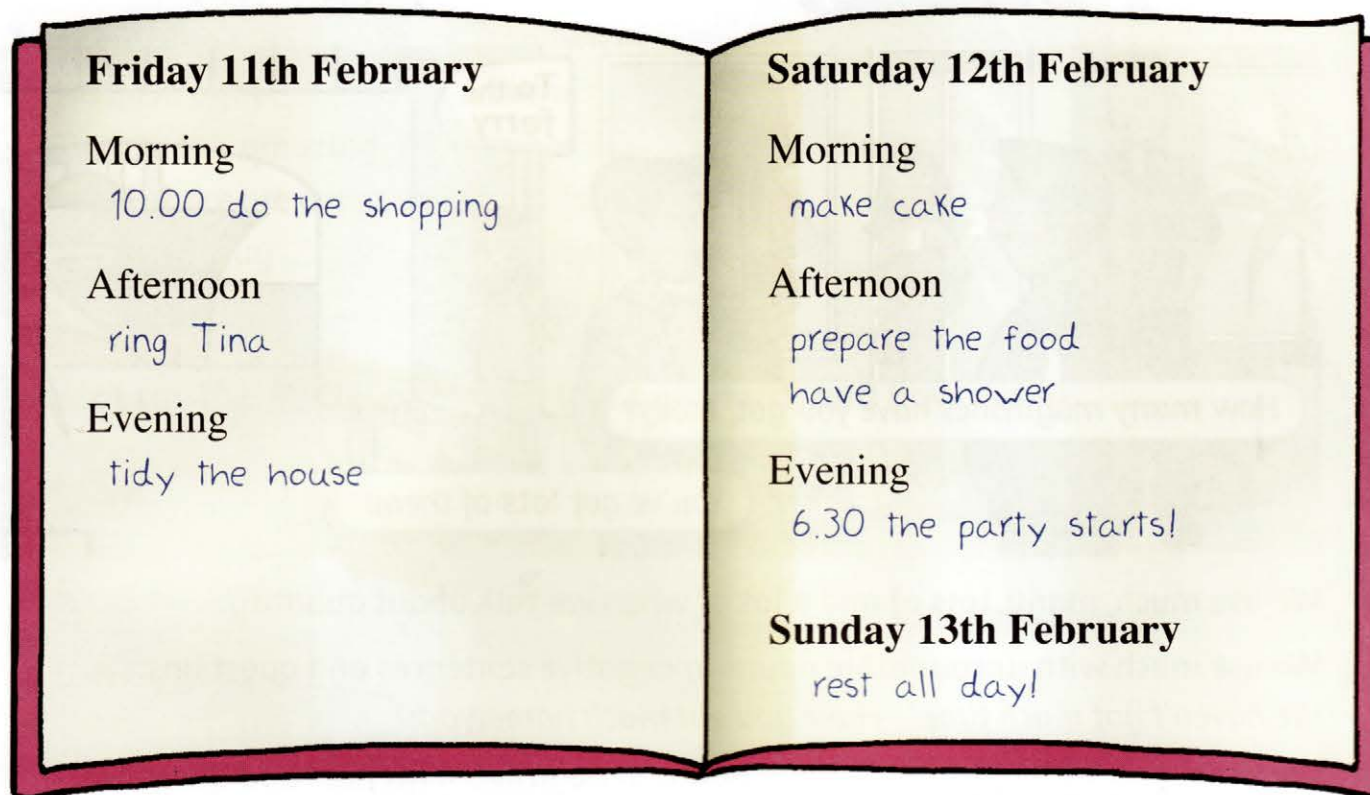 Friday 11th February
Morning
10.00 do the shopping
Afternoon
ring Tina
Evening
tidy the house
Saturday 12th February
Morning
make cake
Afternoon
prepare the food
have a shower
Evening
6.30 the party starts!
Sunday 13th February
rest all day!